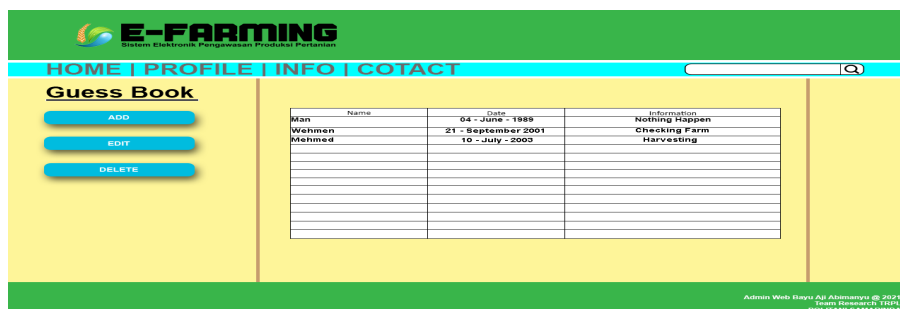 E-FARMING
Sistem Elektronik Pengawasan Produksi Pertanian
HOME | PROFILE | INFO | COTACT
Guess Book
ADD
EDIT
DELETE
Name Date Information
Man 04 - June - 1989 Nothing Happen
Wehmen 21 - September 2001 Checking Farm
Mehmed 10 - July - 2003 Harvesting
Admin Web Bayu Aji Abimanyu @ 2021
Team Research TRPL